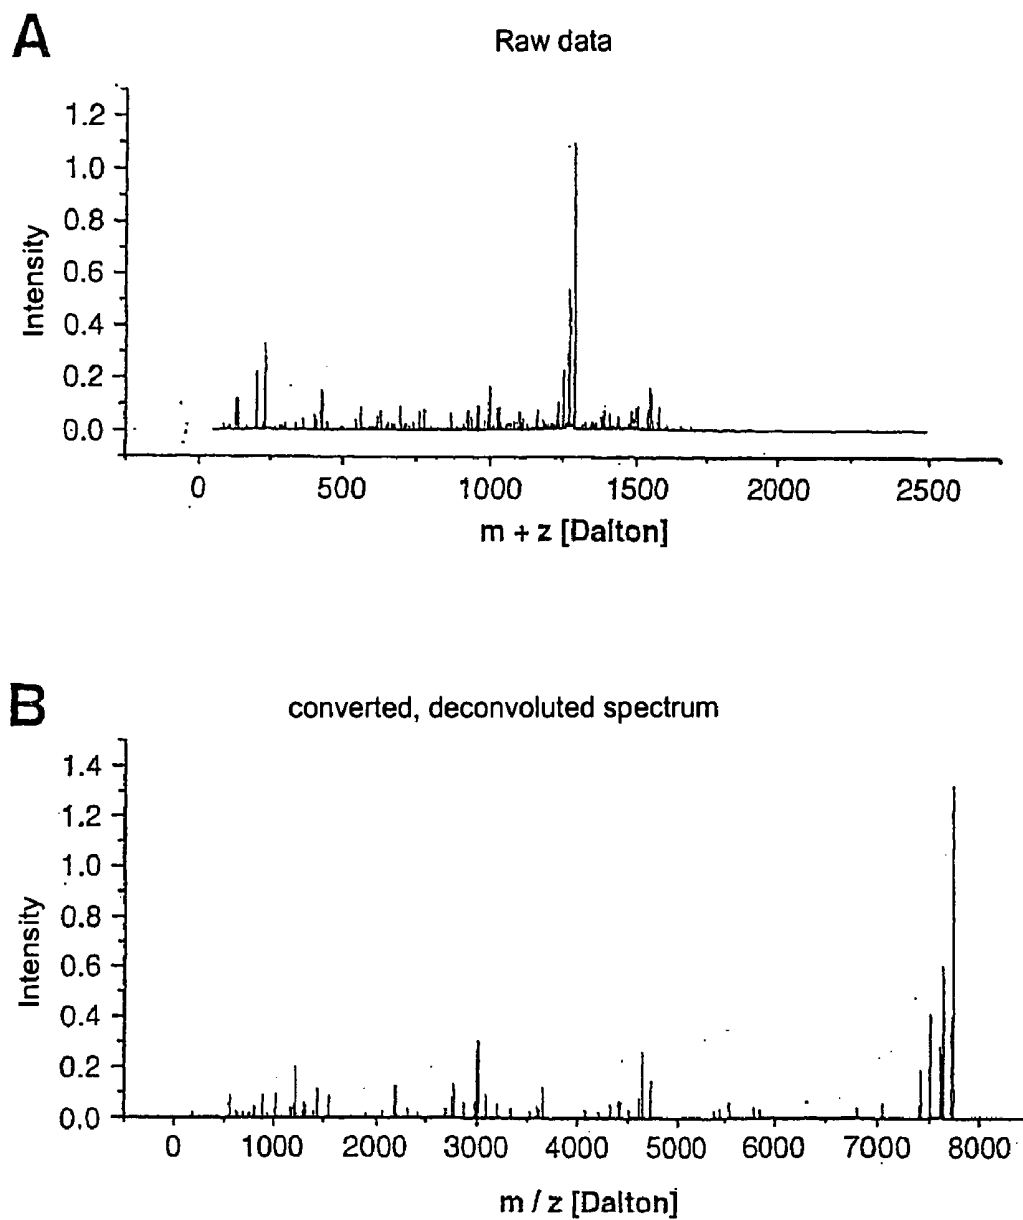 A
Raw data
1.2
1.0
0.8
0.6
0.4
0.2
0.0
Intensity
0 500 1000 1500 2000 2500
m + z [Dalton]
B
converted, deconvoluted spectrum
1.4
1.2
1.0
0.8
0.6
0.4
0.2
0.0
Intensity
0 1000 2000 3000 4000 5000 6000 7000 8000
m / z [Dalton]